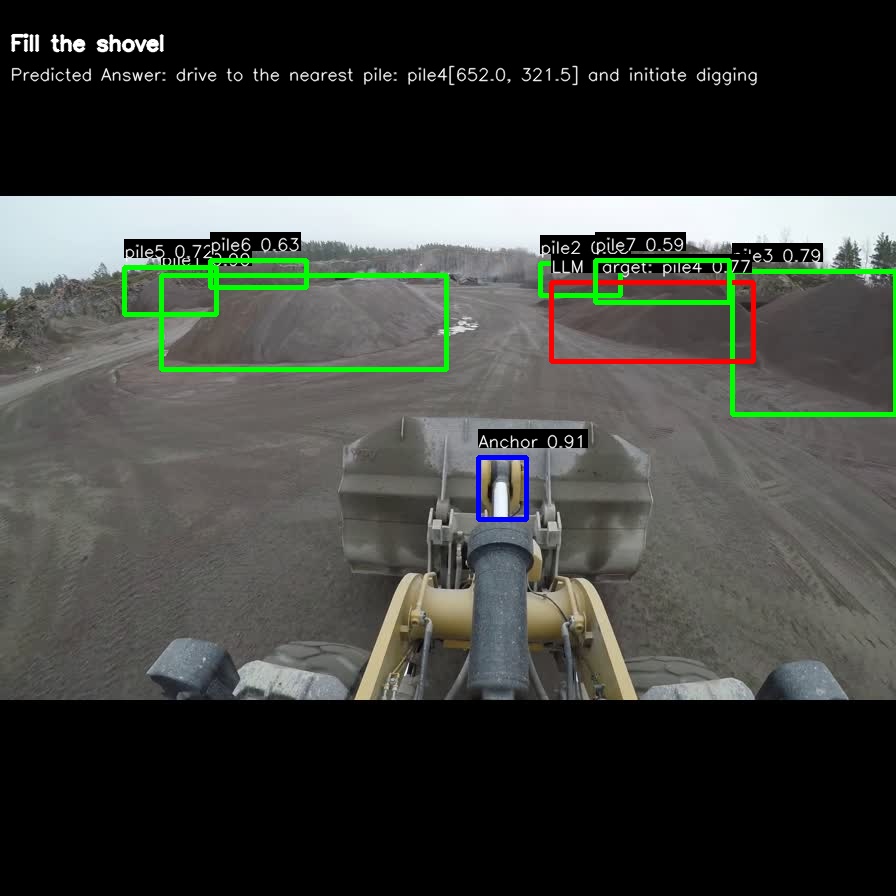 Fill the shovel
Predicted Answer: drive to the nearest pile: pile4[652.0, 321.5] and initiate digging
pile5 0.72
pile6 0.63
pile2
pile7 0.59
LLM
arget: pile4 0.77
e3 0.79
Anchor 0.91